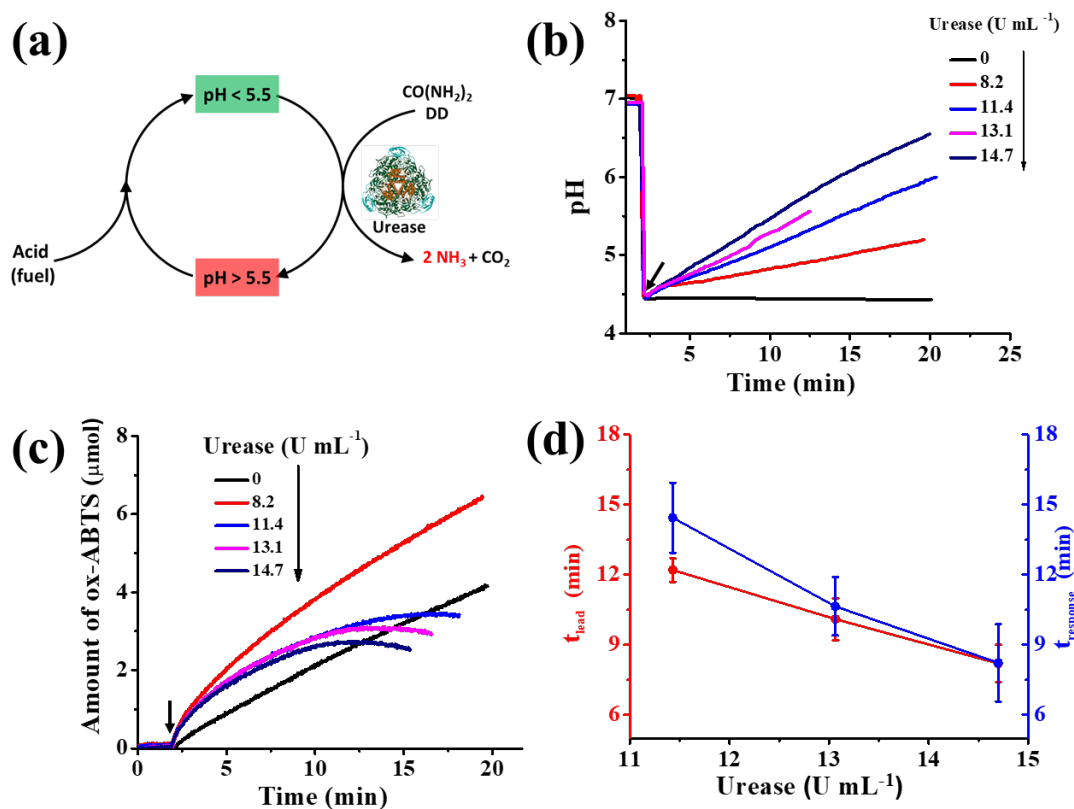 (a)
pH < 5.5
CO(NH₂)₂
DD
Urease
Acid
(fuel)
pH > 5.5
2 NH₃ + CO₂
(b)
Urease (U mL⁻¹)
0
8.2
11.4
13.1
14.7
pH
7
6
5
4
5
10
15
20
25
Time (min)
(c)
Urease (U mL⁻¹)
0
8.2
11.4
13.1
14.7
Amount of ox-ABTS (μmol)
8
6
4
2
0
0
5
10
15
20
Time (min)
(d)
t_lead (min)
18
15
12
9
6
18
15
12
9
6
t_response (min)
11
12
13
14
15
Urease (U mL⁻¹)